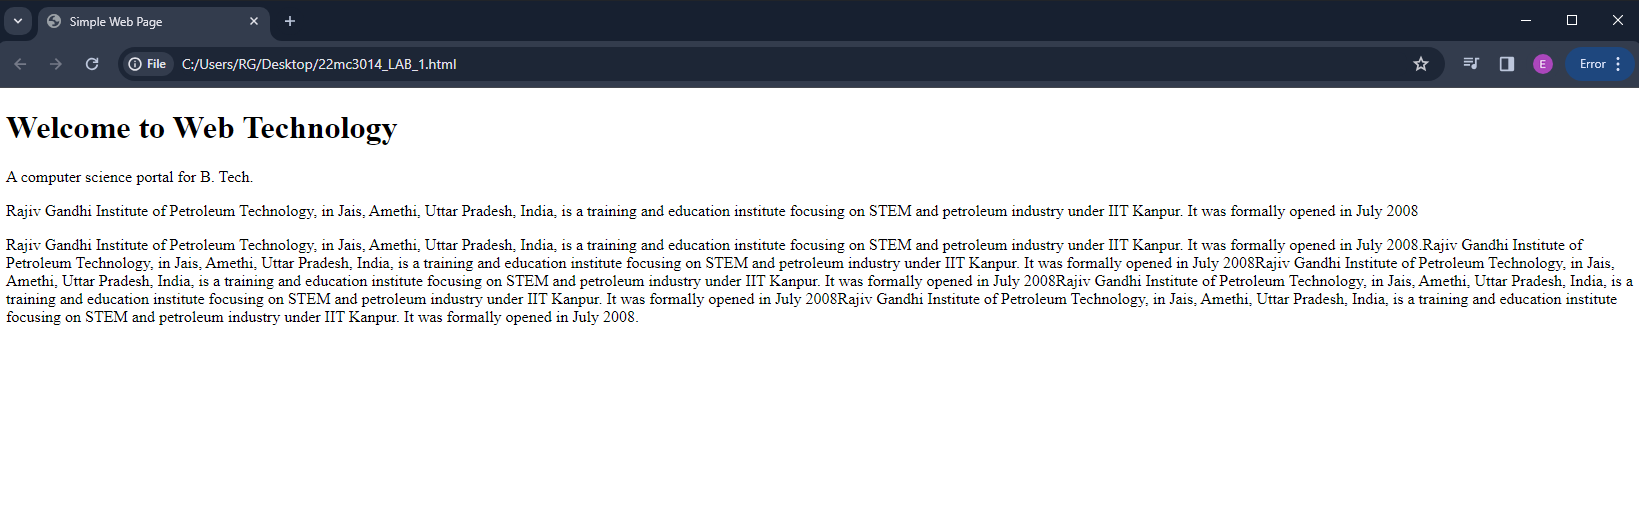 Simple Web Page
File C:/Users/RG/Desktop/22mc3014_LAB_1.html E Error
Welcome to Web Technology
A computer science portal for B. Tech.
Rajiv Gandhi Institute of Petroleum Technology, in Jais, Amethi, Uttar Pradesh, India, is a training and education institute focusing on STEM and petroleum industry under IIT Kanpur. It was formally opened in July 2008
Rajiv Gandhi Institute of Petroleum Technology, in Jais, Amethi, Uttar Pradesh, India, is a training and education institute focusing on STEM and petroleum industry under IIT Kanpur. It was formally opened in July 2008.Rajiv Gandhi Institute of
Petroleum Technology, in Jais, Amethi, Uttar Pradesh, India, is a training and education institute focusing on STEM and petroleum industry under IIT Kanpur. It was formally opened in July 2008Rajiv Gandhi Institute of Petroleum Technology, in Jais,
Amethi, Uttar Pradesh, India, is a training and education institute focusing on STEM and petroleum industry under IIT Kanpur. It was formally opened in July 2008Rajiv Gandhi Institute of Petroleum Technology, in Jais, Amethi, Uttar Pradesh, India, is a
training and education institute focusing on STEM and petroleum industry under IIT Kanpur. It was formally opened in July 2008Rajiv Gandhi Institute of Petroleum Technology, in Jais, Amethi, Uttar Pradesh, India, is a training and education institute
focusing on STEM and petroleum industry under IIT Kanpur. It was formally opened in July 2008.